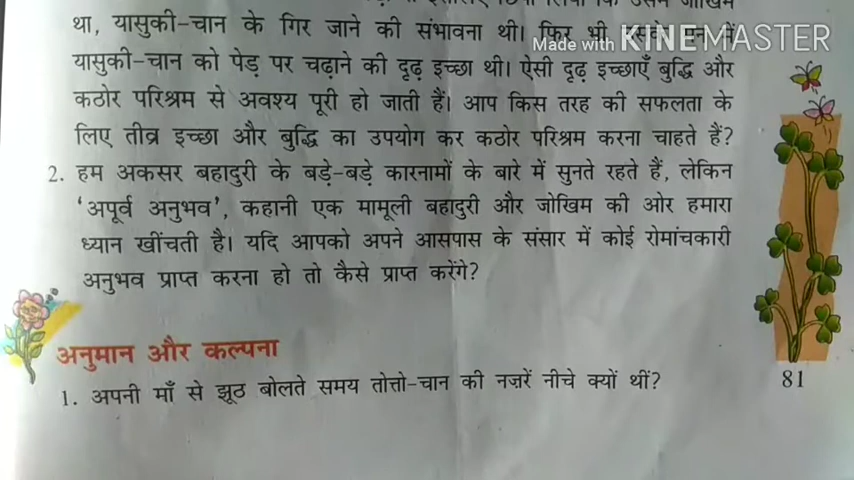 था, यासुकी-चान के गिर जाने की संभावना थी। फिर भी
Made with KINEMASTER
यासुकी-चान को पेड़ पर चढ़ाने की दृढ़ इच्छा थी। ऐसी दृढ़ इच्छाएँ बुद्धि और
कठोर परिश्रम से अवश्य पूरी हो जाती हैं। आप किस तरह की सफलता के
लिए तीव्र इच्छा और बुद्धि का उपयोग कर कठोर परिश्रम करना चाहते हैं?
2. हम अकसर बहादुरी के बड़े-बड़े कारनामों के बारे में सुनते रहते हैं, लेकिन
‘अपूर्व अनुभव’, कहानी एक मामूली बहादुरी और जोखिम की ओर हमारा
ध्यान खींचती है। यदि आपको अपने आसपास के संसार में कोई रोमांचकारी
अनुभव प्राप्त करना हो तो कैसे प्राप्त करेंगे?
अनुमान और कल्पना
1. अपनी माँ से झूठ बोलते समय तोत्तो-चान की नज़रें नीचे क्यों थीं?
81